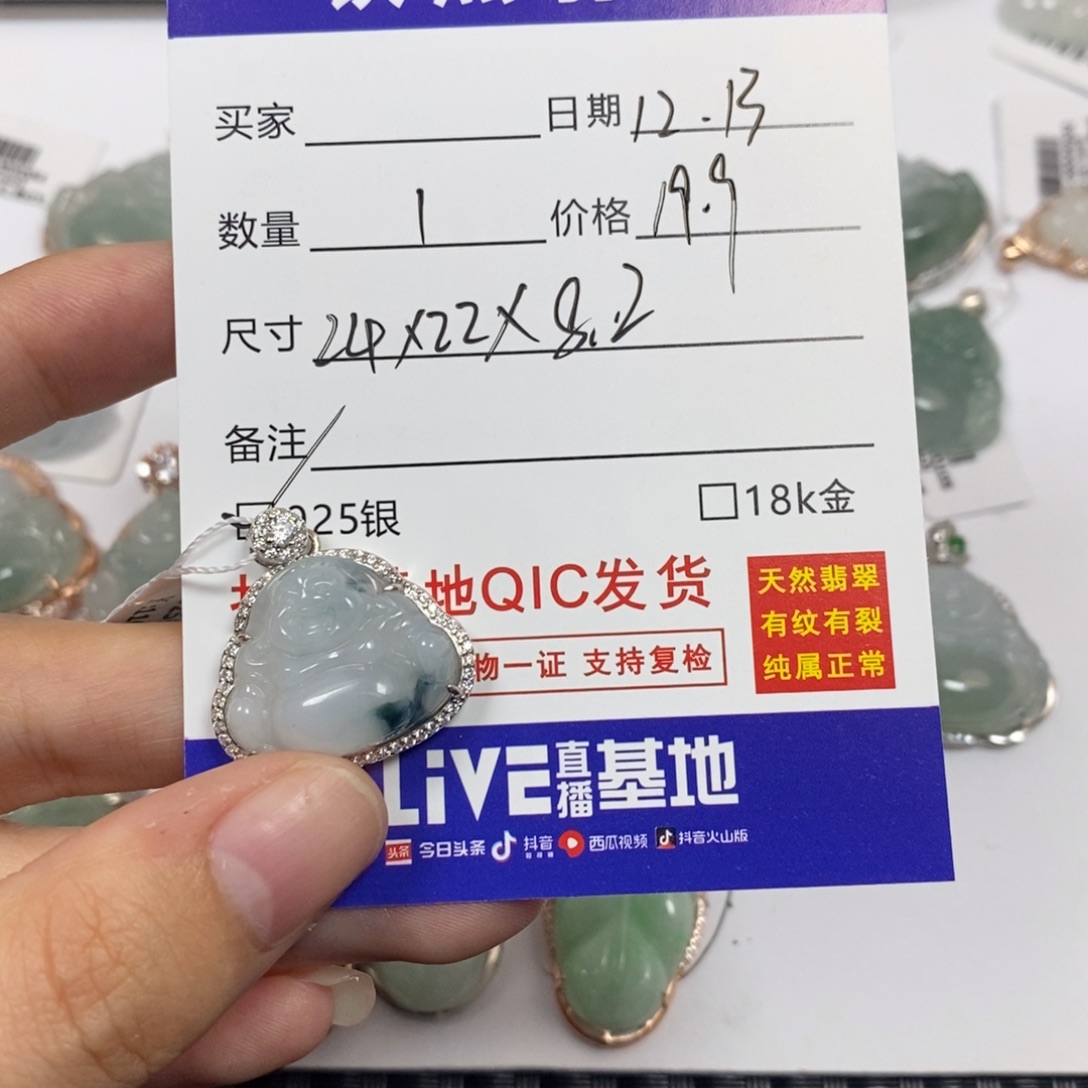 买家 日期 12.13
数量 1 价格 19.9
尺寸 24x22x8.2
备注
925银 □18k金
地QIC发货
物一证 支持复检
天然翡翠
有纹有裂
纯属正常
LiVE直播基地
头条 今日头条 抖音 西瓜视频 抖音火山版